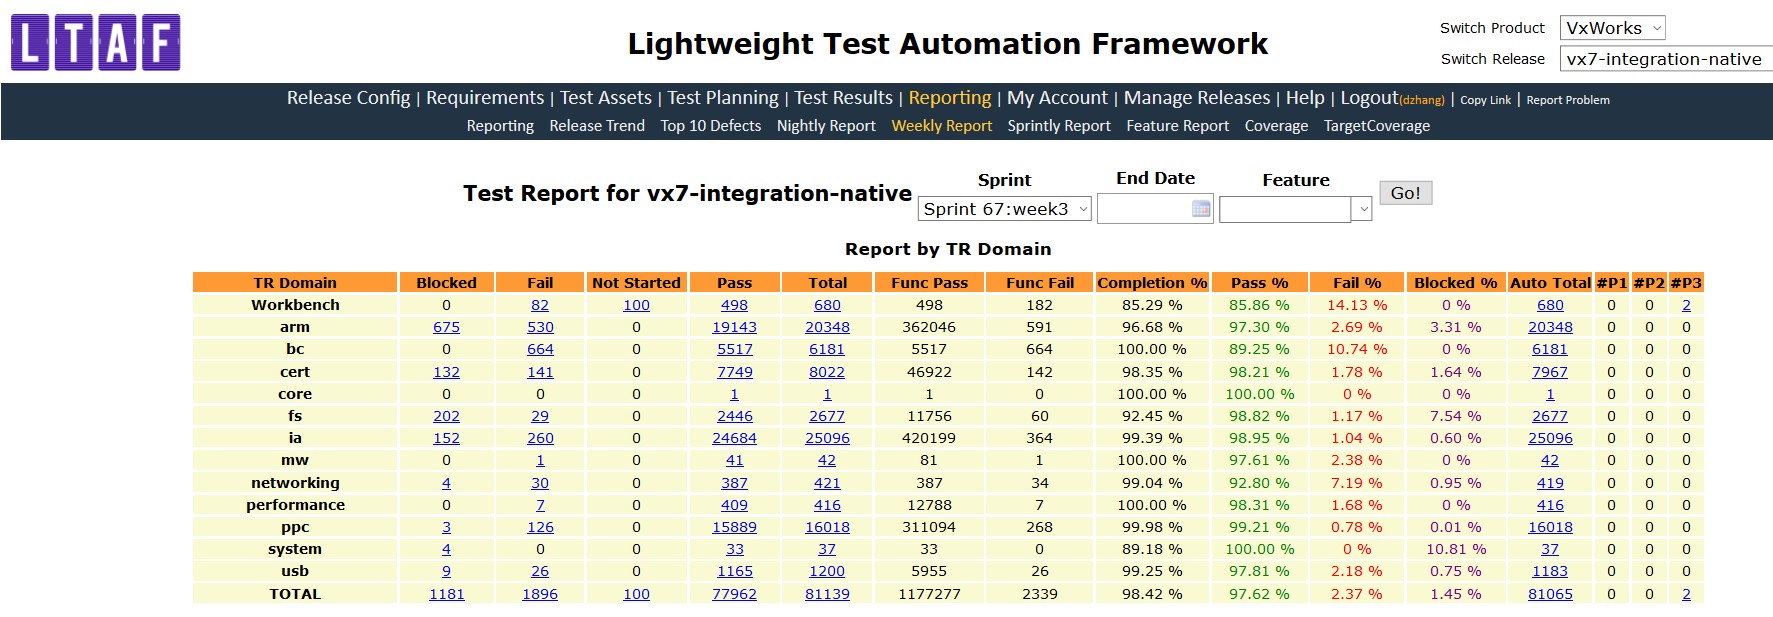 LTAF
Lightweight Test Automation Framework
Switch Product VxWorks
Switch Release vx7-integration-native
Release Config | Requirements | Test Assets | Test Planning | Test Results | Reporting | My Account | Manage Releases | Help | Logout(dzhang) | Copy Link | Report Problem
Reporting Release Trend Top 10 Defects Nightly Report Weekly Report Sprintly Report Feature Report Coverage TargetCoverage
Sprint End Date Feature
Test Report for vx7-integration-native Sprint 67:week3 Go!
Report by TR Domain
TR Domain Blocked Fail Not Started Pass Total Func Pass Func Fail Completion % Pass % Fail % Blocked % Auto Total #P1 #P2 #P3
Workbench 0 82 100 498 680 498 182 85.29 % 85.86 % 14.13 % 0 % 680 0 0 2
arm 675 530 0 19143 20348 362046 591 96.68 % 97.30 % 2.69 % 3.31 % 20348 0 0 0
bc 0 664 0 5517 6181 5517 664 100.00 % 89.25 % 10.74 % 0 % 6181 0 0 0
cert 132 141 0 7749 8022 46922 142 98.35 % 98.21 % 1.78 % 1.64 % 7967 0 0 0
core 0 0 0 1 1 1 0 100.00 % 100.00 % 0 % 0 % 1 0 0 0
fs 202 29 0 2446 2677 11756 60 92.45 % 98.82 % 1.17 % 7.54 % 2677 0 0 0
ia 152 260 0 24684 25096 420199 364 99.39 % 98.95 % 1.04 % 0.60 % 25096 0 0 0
mw 0 1 0 41 42 81 1 100.00 % 97.61 % 2.38 % 0 % 42 0 0 0
networking 4 30 0 387 421 387 34 99.04 % 92.80 % 7.19 % 0.95 % 419 0 0 0
performance 0 7 0 409 416 12788 7 100.00 % 98.31 % 1.68 % 0 % 416 0 0 0
ppc 3 126 0 15889 16018 311094 268 99.98 % 99.21 % 0.78 % 0.01 % 16018 0 0 0
system 4 0 0 33 37 33 0 89.18 % 100.00 % 0 % 10.81 % 37 0 0 0
usb 9 26 0 1165 1200 5955 26 99.25 % 97.81 % 2.18 % 0.75 % 1183 0 0 0
TOTAL 1181 1896 100 77962 81139 1177277 2339 98.42 % 97.62 % 2.37 % 1.45 % 81065 0 0 2